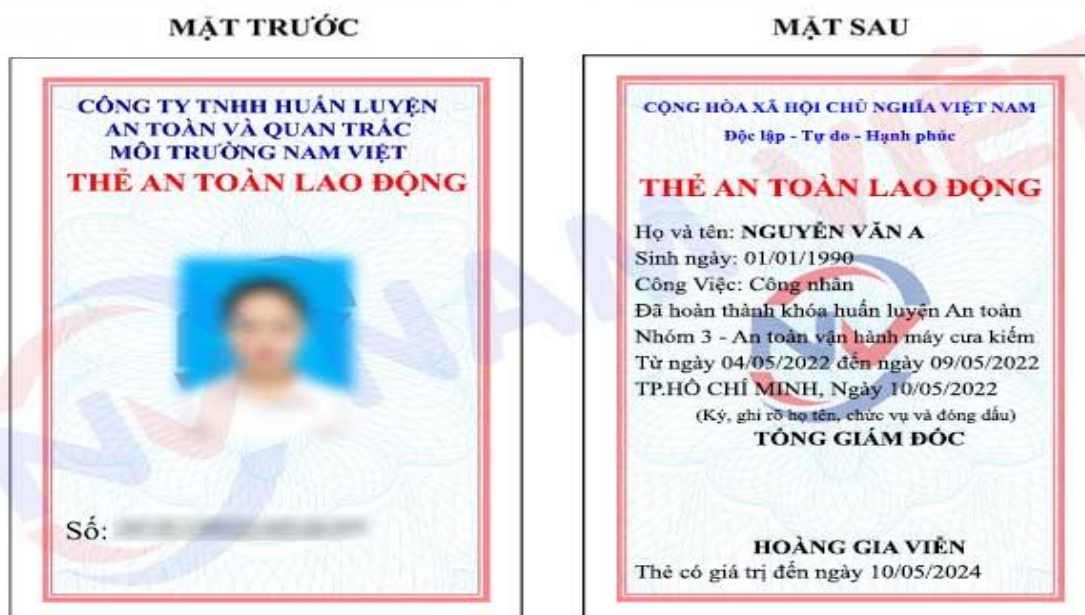 MẶT TRƯỚC
CÔNG TY TNHH HUẤN LUYỆN
AN TOÀN VÀ QUAN TRẮC
MÔI TRƯỜNG NAM VIỆT
THẺ AN TOÀN LAO ĐỘNG
Số:
MẶT SAU
CỘNG HÒA XÃ HỘI CHỦ NGHĨA VIỆT NAM
Độc lập - Tự do - Hạnh phúc
THẺ AN TOÀN LAO ĐỘNG
Họ và tên: NGUYỄN VĂN A
Sinh ngày: 01/01/1990
Công Việc: Công nhân
Đã hoàn thành khóa huấn luyện An toàn
Nhóm 3 - An toàn vận hành máy cưa kiếm
Từ ngày 04/05/2022 đến ngày 09/05/2022
TP.HỒ CHÍ MINH, Ngày 10/05/2022
(Ký, ghi rõ họ tên, chức vụ và đóng dấu)
TỔNG GIÁM ĐỐC
HOÀNG GIA VIỄN
Thẻ có giá trị đến ngày 10/05/2024
NAM VIỆT